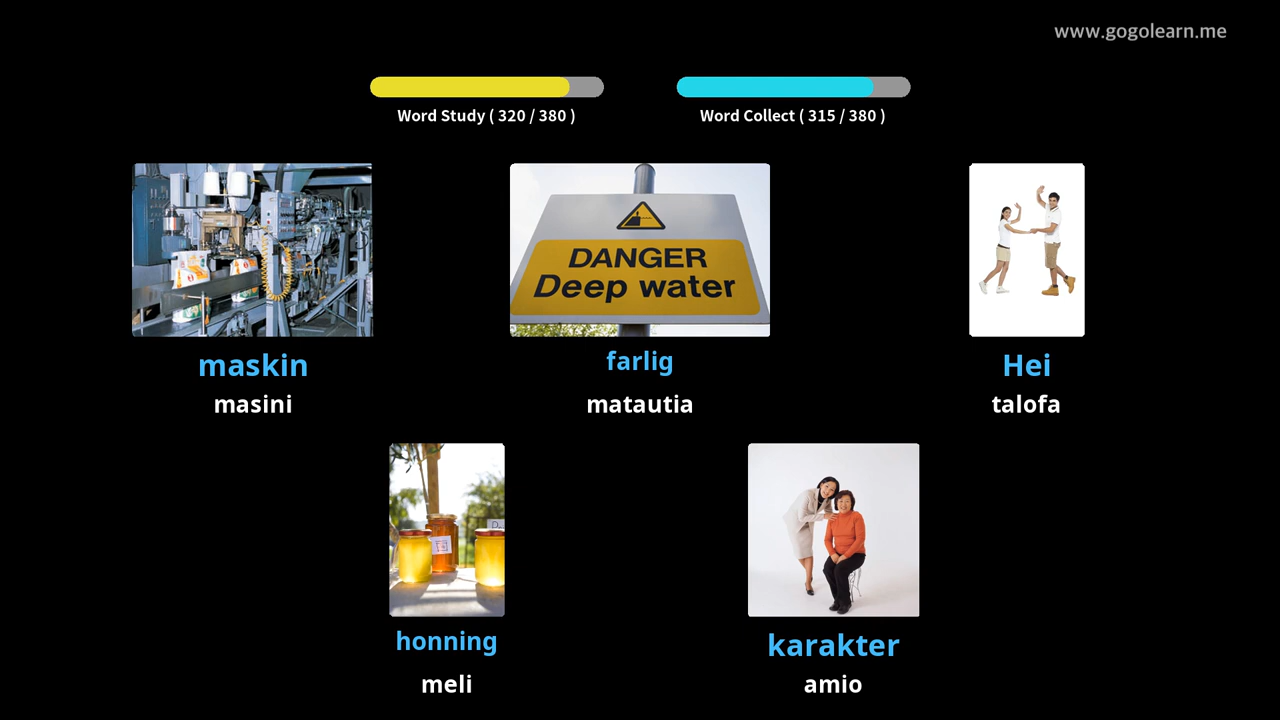 www.gogolearn.me
Word Study ( 320 / 380 )
Word Collect ( 315 / 380 )
DANGER
Deep water
maskin
farlig
Hei
masini
matautia
talofa
honning
karakter
meli
amio